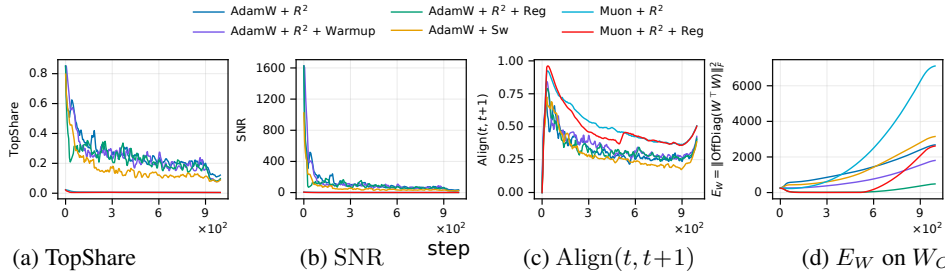 AdamW + R²
AdamW + R² + Reg
Muon + R²
AdamW + R² + Warmup
AdamW + Sw
Muon + R² + Reg
TopShare
0.8
0.6
0.4
0.2
0.0
0 3 6 9
×10²
SNR
1600
1200
800
400
0
0 3 6 9
×10²
step
Align(t, t+1)
1.00
0.75
0.50
0.25
0.00
0 3 6 9
×10²
E_W = ‖OffDiag(W^⊤ W)‖²_F
6000
4000
2000
0
0 3 6 9
×10²
(a) TopShare
(b) SNR
(c) Align(t, t+1)
(d) E_W on W_O